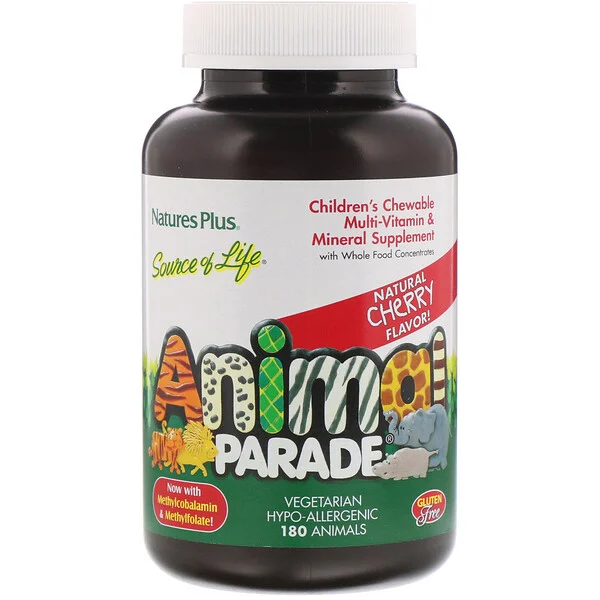 NaturesPlus®
Source of Life®
Children's Chewable
Multi-Vitamin &
Mineral Supplement
with Whole Food Concentrates
NATURAL
CHERRY
FLAVOR!
Animal
PARADE®
Now with
Methylcobalamin
& Methylfolate!
VEGETARIAN
HYPO-ALLERGENIC
180 ANIMALS
GLUTEN
Free